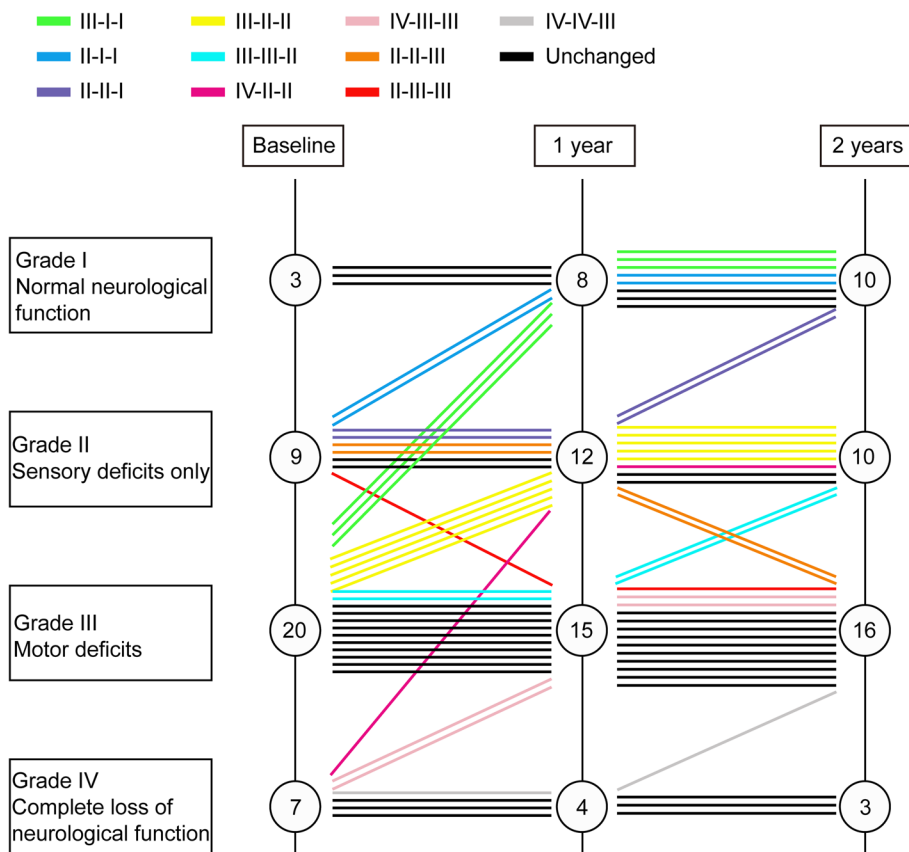 III-I-I
III-II-II
IV-III-III
IV-IV-III
II-I-I
III-III-II
II-II-III
Unchanged
II-II-I
IV-II-II
II-III-III
Baseline
1 year
2 years
Grade I
Normal neurological
function
3
8
10
Grade II
Sensory deficits only
9
12
10
Grade III
Motor deficits
20
15
16
Grade IV
Complete loss of
neurological function
7
4
3